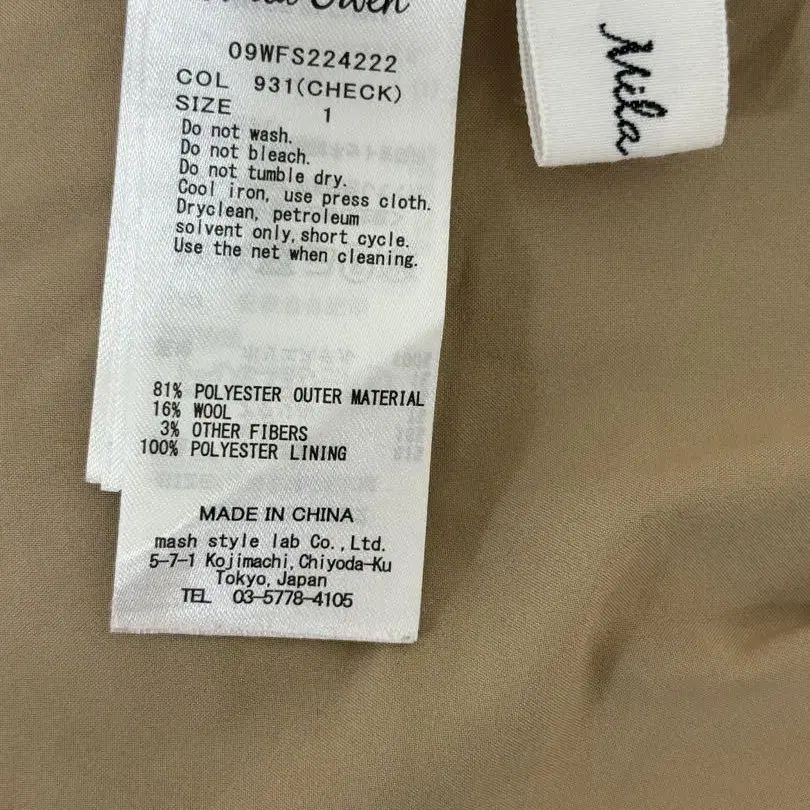 Owen
09WFS224222
COL 931(CHECK)
SIZE 1
Do not wash.
Do not bleach.
Do not tumble dry.
Cool iron, use press cloth.
Dryclean, petroleum
solvent only,short cycle.
Use the net when cleaning.
81% POLYESTER OUTER MATERIAL
16% WOOL
3% OTHER FIBERS
100% POLYESTER LINING
MADE IN CHINA
mash style lab Co.,Ltd.
5-7-1 Kojimachi,Chiyoda-Ku
Tokyo,Japan
TEL 03-5778-4105
Mila